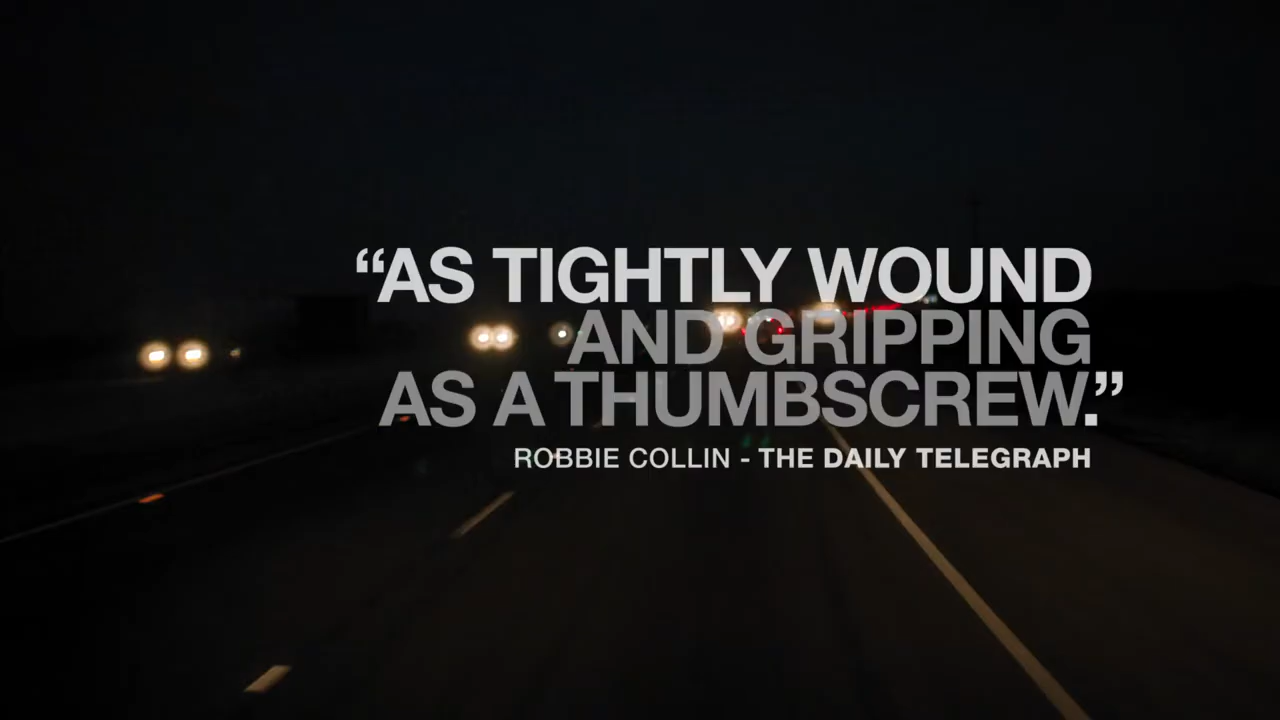 “AS TIGHTLY WOUND
AND GRIPPING
AS A THUMBSCREW.”
ROBBIE COLLIN - THE DAILY TELEGRAPH